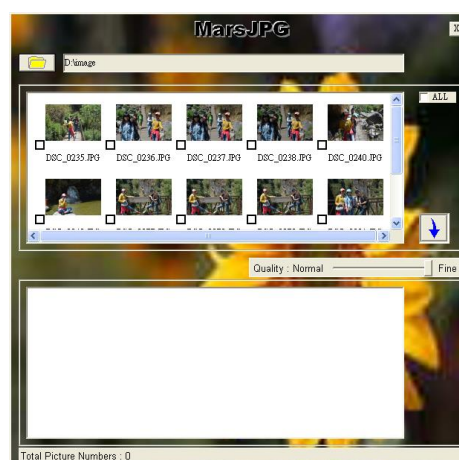 MarsJPG
X
D:\image
ALL
DSC_0235.JPG DSC_0236.JPG DSC_0237.JPG DSC_0238.JPG DSC_0240.JPG
Quality : Normal Fine
Total Picture Numbers : 0